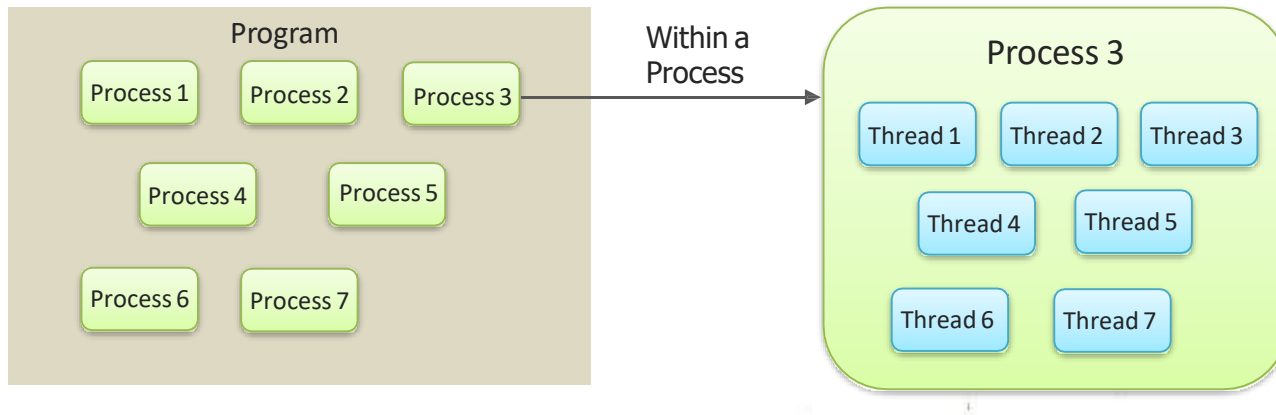 Program
Process 1
Process 2
Process 3
Process 4
Process 5
Process 6
Process 7
Within a
Process
Process 3
Thread 1
Thread 2
Thread 3
Thread 4
Thread 5
Thread 6
Thread 7